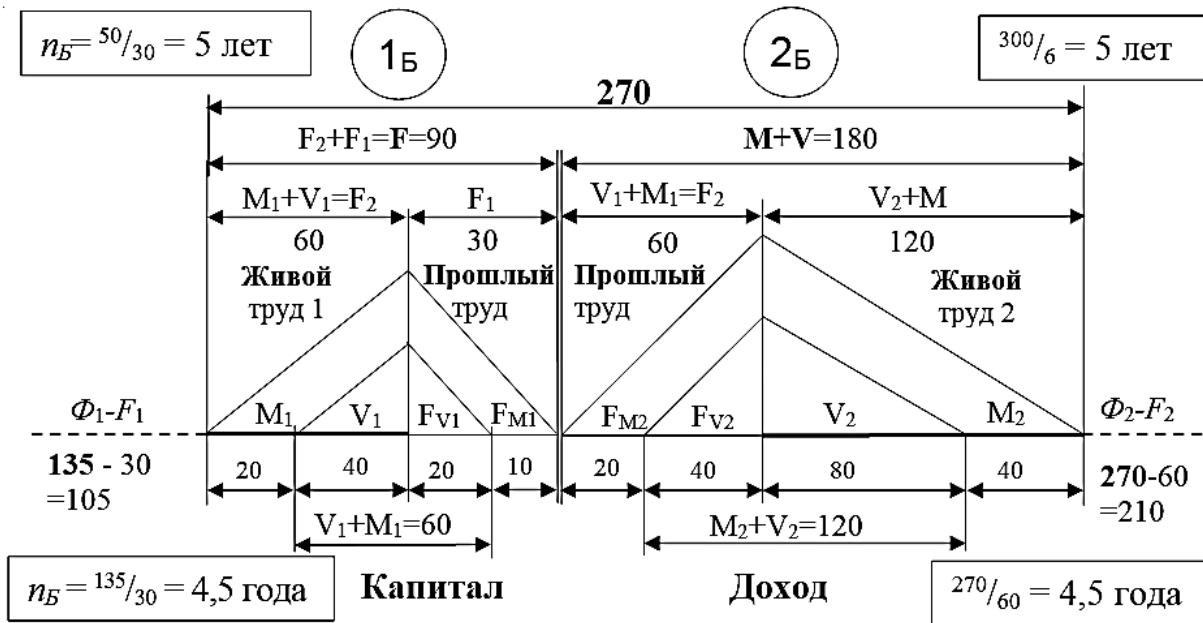 n_Б= 50/30 = 5 лет
1Б
2Б
300/6 = 5 лет
270
F₂+F₁=F=90
M+V=180
M₁+V₁=F₂
F₁
V₁+M₁=F₂
V₂+M
60
30
60
120
Живой
труд 1
Прошлый
труд
Прошлый
труд
Живой
труд 2
Ф₁-F₁
M₁
V₁
F_V1
F_M1
F_M2
F_V2
V₂
M₂
Ф₂-F₂
135 - 30
=105
20
40
20
10
20
40
80
40
270-60
=210
V₁+M₁=60
M₂+V₂=120
n_Б = 135/30 = 4,5 года
Капитал
Доход
270/60 = 4,5 года